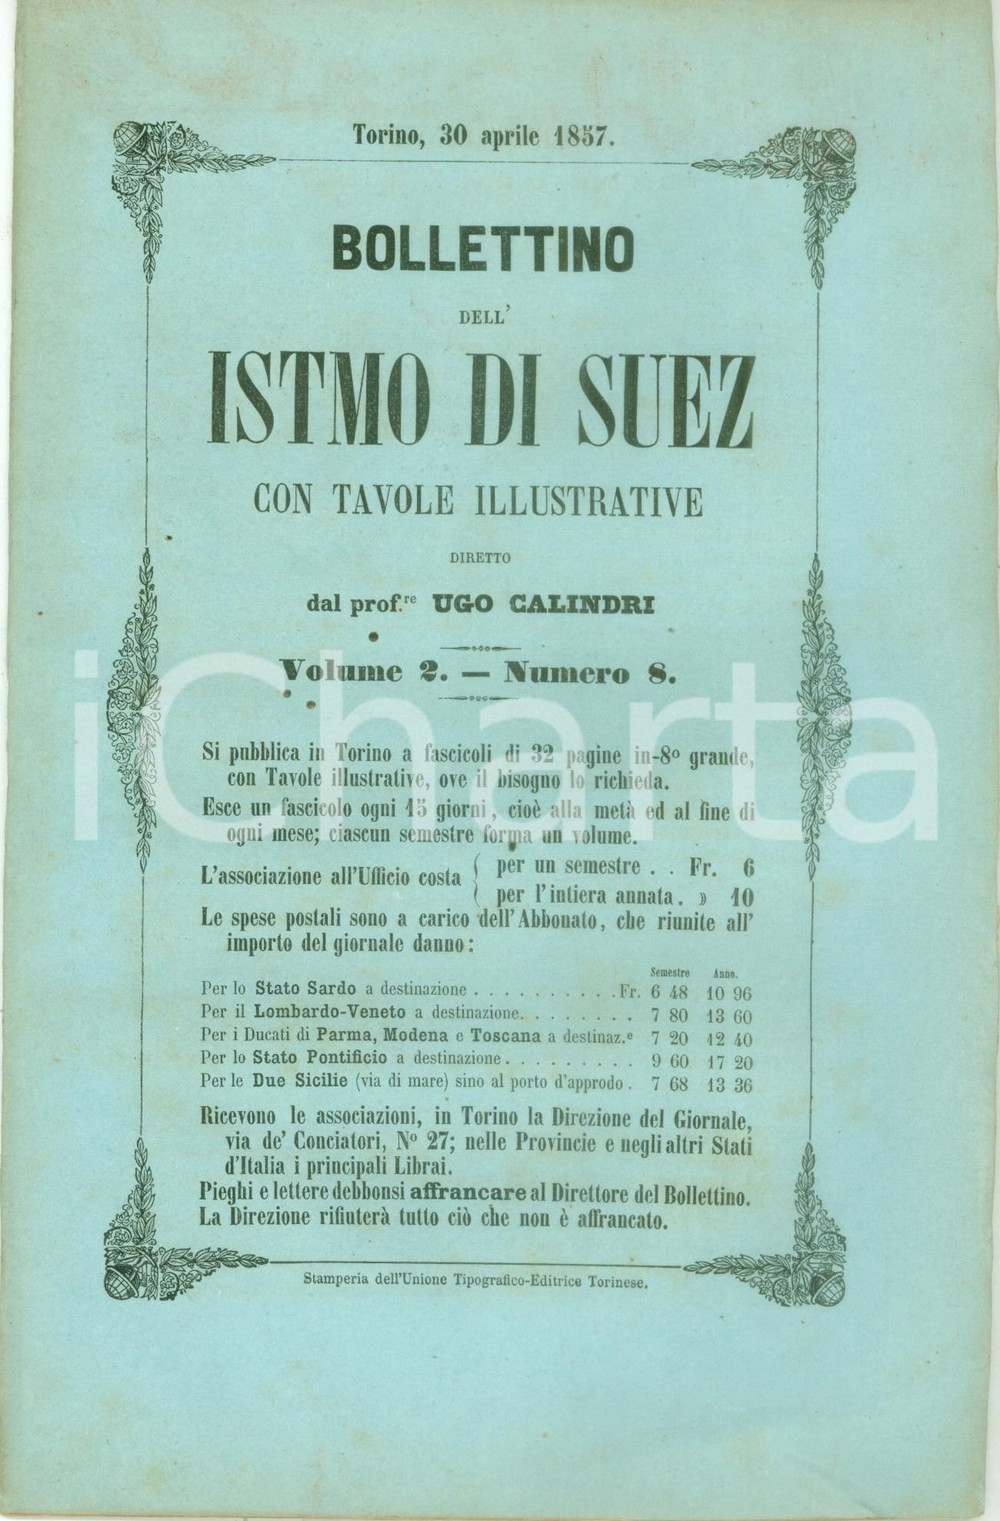 Torino, 30 aprile 1857.
BOLLETTINO
DELL'
ISTMO DI SUEZ
CON TAVOLE ILLUSTRATIVE
DIRETTO
dal prof.re UGO CALINDRI
Volume 2. — Numero 8.
iCharta
Si pubblica in Torino a fascicoli di 32 pagine in-8º grande,
con Tavole illustrative, ove il bisogno lo richieda.
Esce un fascicolo ogni 15 giorni, cioè alla metà ed al fine di
ogni mese; ciascun semestre forma un volume.
L'associazione all'Ufficio costa { per un semestre . . Fr. 6
per l'intiera annata. » 10
Le spese postali sono a carico dell'Abbonato, che riunite all'
importo del giornale danno:
Semestre Anno.
Per lo Stato Sardo a destinazione . . . . . . . . . . Fr. 6 48 10 96
Per il Lombardo-Veneto a destinazione. . . . . . . . 7 80 13 60
Per i Ducati di Parma, Modena e Toscana a destinaz.e 7 20 12 40
Per lo Stato Pontificio a destinazione . . . . . . . . . 9 60 17 20
Per le Due Sicilie (via di mare) sino al porto d'approdo . 7 68 13 36
Ricevono le associazioni, in Torino la Direzione del Giornale,
via de' Conciatori, Nº 27; nelle Provincie e negli altri Stati
d'Italia i principali Librai.
Pieghi e lettere debbonsi affrancare al Direttore del Bollettino.
La Direzione rifiuterà tutto ciò che non è affrancato.
Stamperia dell'Unione Tipografico-Editrice Torinese.